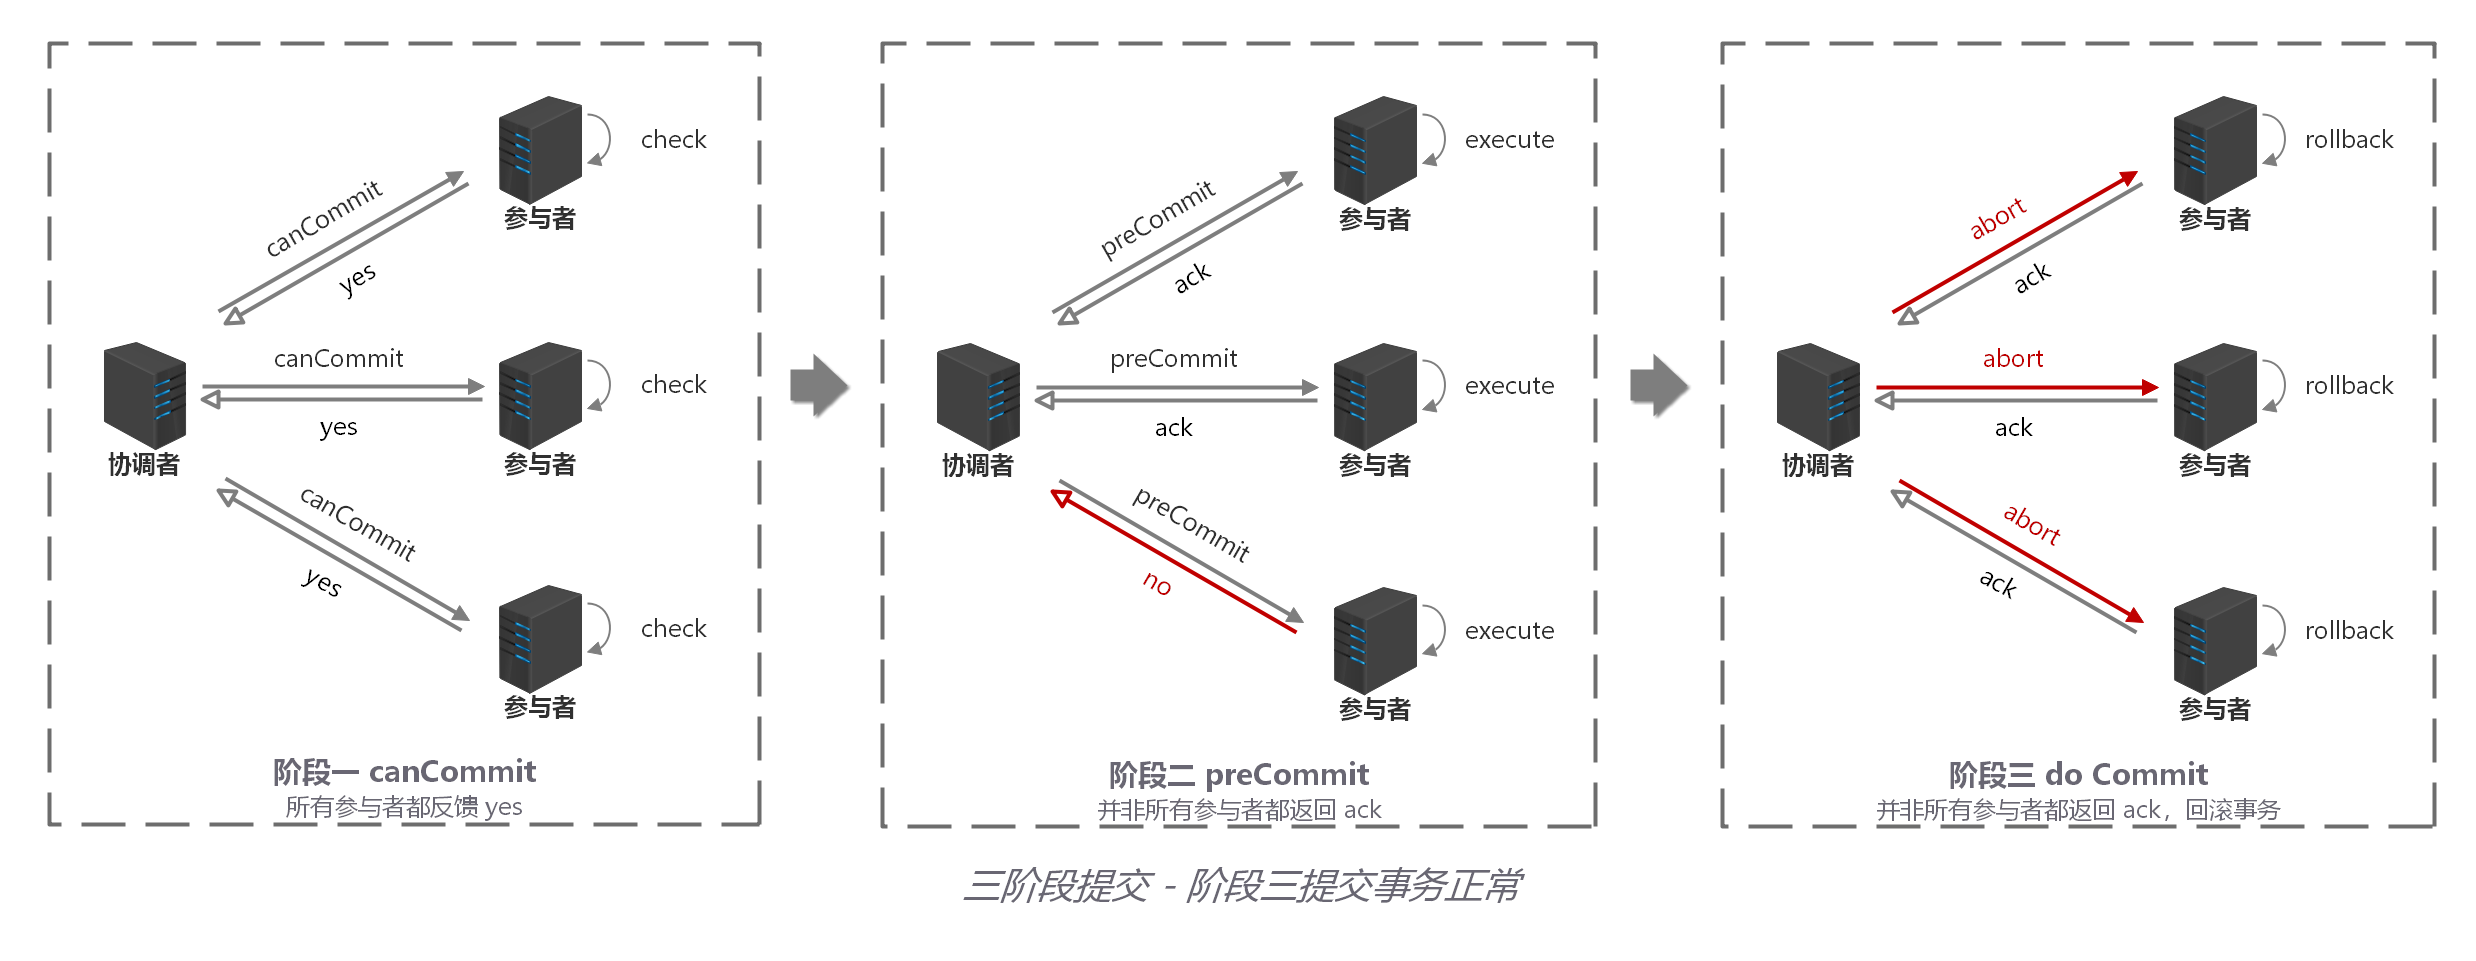 check
canCommit
yes
参与者
canCommit
check
yes
协调者
参与者
canCommit
yes
check
参与者
阶段一 canCommit
所有参与者都反馈 yes
execute
preCommit
ack
参与者
preCommit
execute
ack
协调者
参与者
preCommit
no
execute
参与者
阶段二 preCommit
并非所有参与者都返回 ack
rollback
abort
ack
参与者
abort
rollback
ack
协调者
参与者
abort
ack
rollback
参与者
阶段三 do Commit
并非所有参与者都返回 ack，回滚事务
三阶段提交 - 阶段三提交事务正常